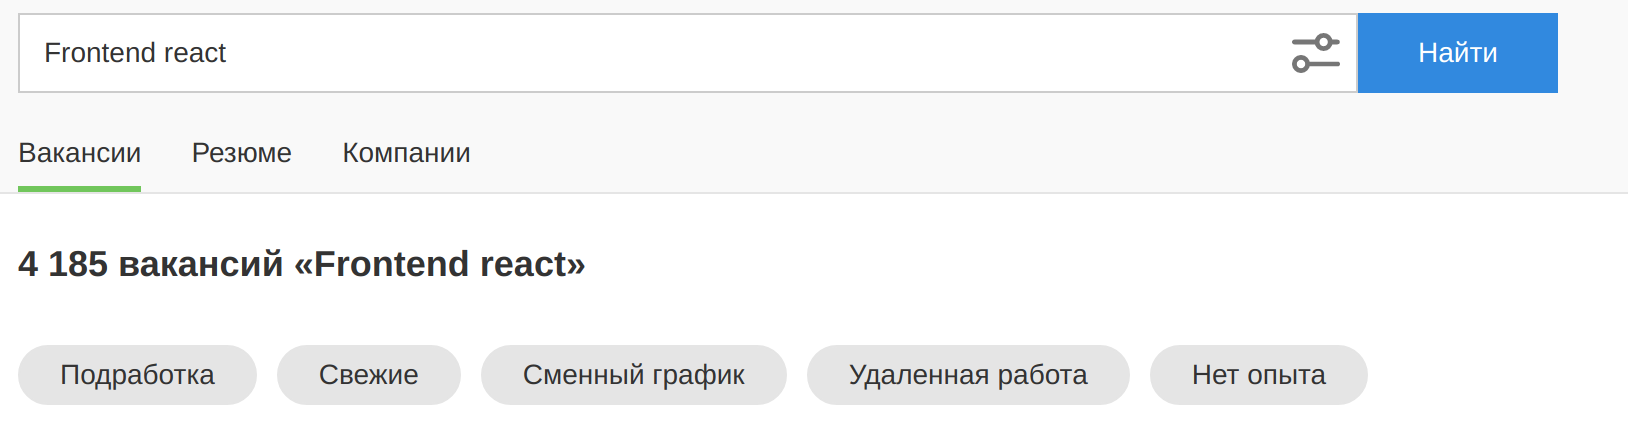 Frontend react
Найти
Вакансии Резюме Компании
4 185 вакансий «Frontend react»
Подработка Свежие Сменный график Удаленная работа Нет опыта